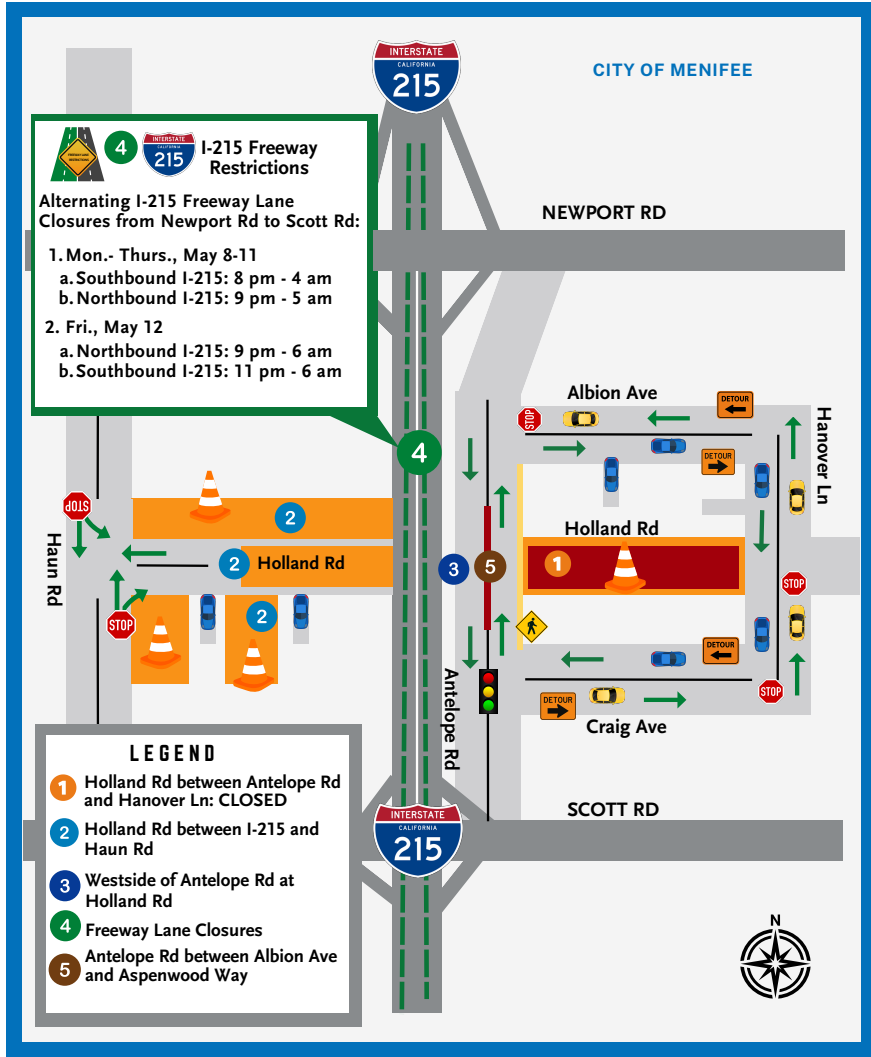 INTERSTATE
CALIFORNIA
215
CITY OF MENIFEE
4
INTERSTATE
CALIFORNIA
215
I-215 Freeway
Restrictions
Alternating I-215 Freeway Lane
Closures from Newport Rd to Scott Rd:
1. Mon.- Thurs., May 8-11
a. Southbound I-215: 8 pm - 4 am
b. Northbound I-215: 9 pm - 5 am
2. Fri., May 12
a. Northbound I-215: 9 pm - 6 am
b. Southbound I-215: 11 pm - 6 am
NEWPORT RD
Albion Ave
DETOUR
STOP
Hanover Ln
4
DETOUR
STOP
2
Holland Rd
Haun Rd
2
Holland Rd
3
5
1
STOP
2
STOP
DETOUR
Antelope Rd
STOP
DETOUR
Craig Ave
LEGEND
1
Holland Rd between Antelope Rd
and Hanover Ln: CLOSED
2
Holland Rd between I-215 and
Haun Rd
3
Westside of Antelope Rd at
Holland Rd
4
Freeway Lane Closures
5
Antelope Rd between Albion Ave
and Aspenwood Way
SCOTT RD
INTERSTATE
CALIFORNIA
215
N